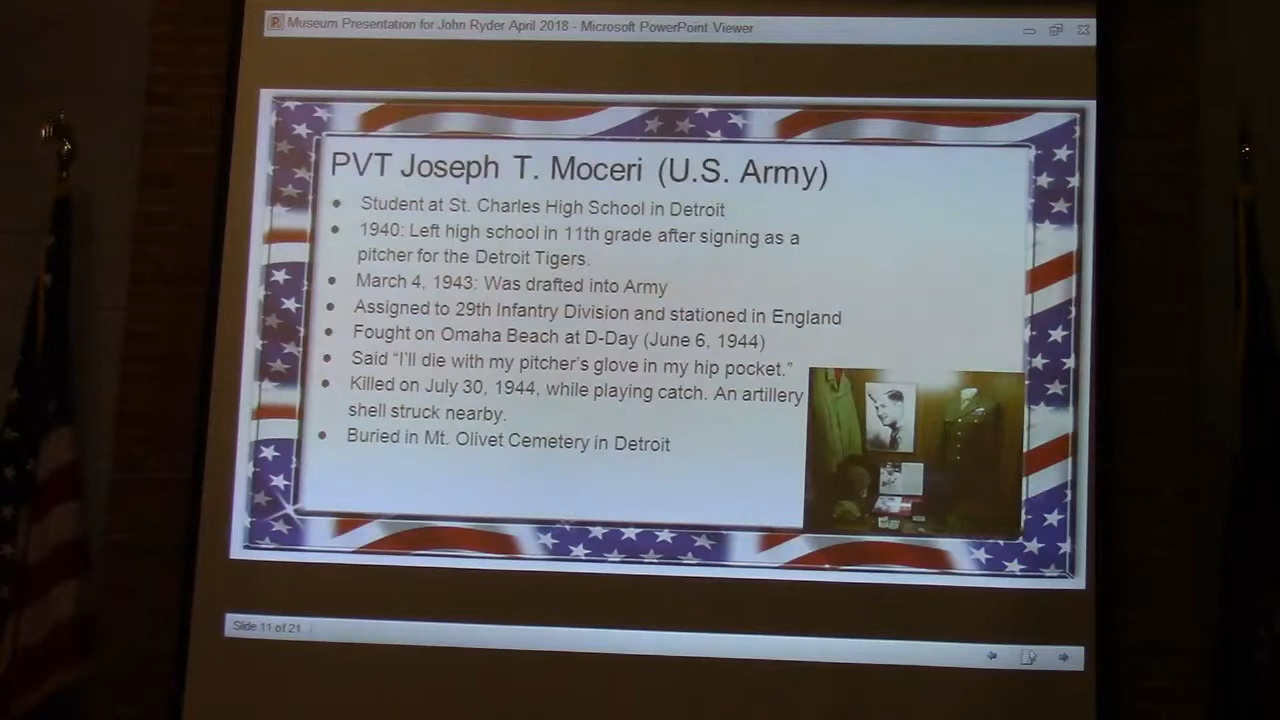 Museum Presentation for John Ryder April 2018 - Microsoft PowerPoint Viewer
PVT Joseph T. Moceri (U.S. Army)
• Student at St. Charles High School in Detroit
• 1940: Left high school in 11th grade after signing as a
pitcher for the Detroit Tigers.
• March 4, 1943: Was drafted into Army
• Assigned to 29th Infantry Division and stationed in England
• Fought on Omaha Beach at D-Day (June 6, 1944)
• Said “I’ll die with my pitcher’s glove in my hip pocket.”
• Killed on July 30, 1944, while playing catch. An artillery
shell struck nearby.
• Buried in Mt. Olivet Cemetery in Detroit
Slide 11 of 21